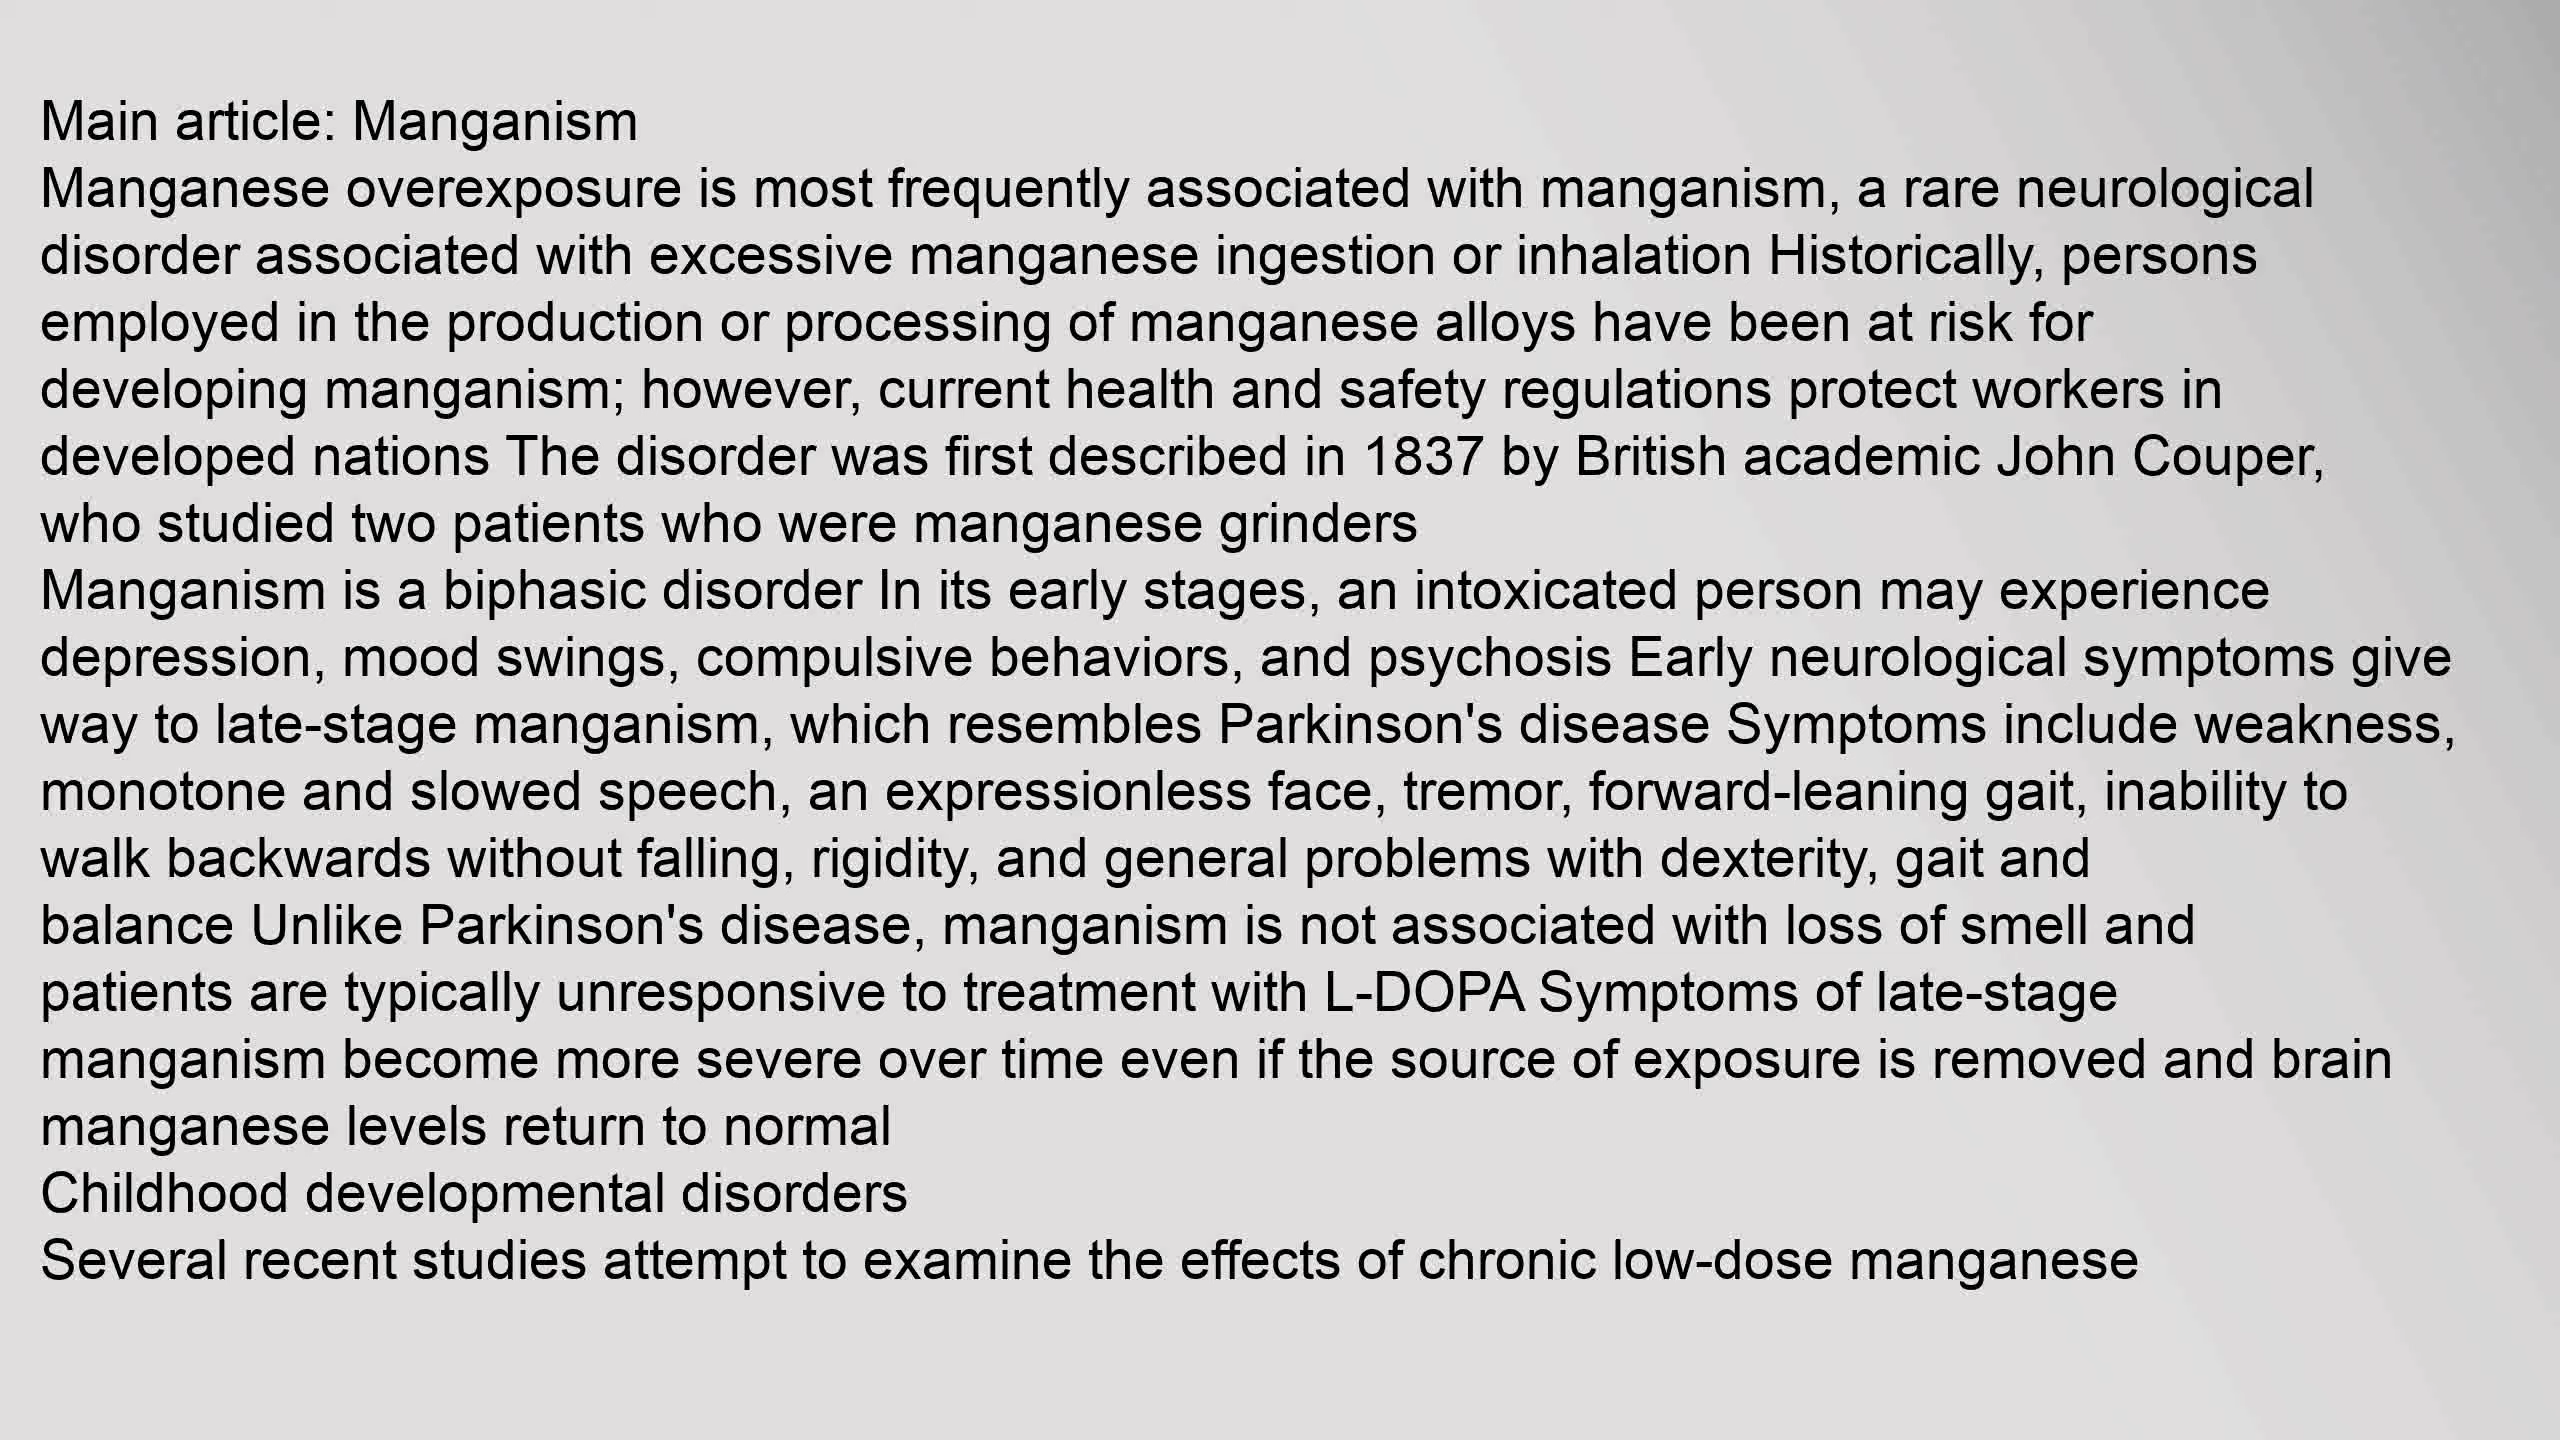 Main article: Manganism
Manganese overexposure is most frequently associated with manganism, a rare neurological
disorder associated with excessive manganese ingestion or inhalation Historically, persons
employed in the production or processing of manganese alloys have been at risk for
developing manganism; however, current health and safety regulations protect workers in
developed nations The disorder was first described in 1837 by British academic John Couper,
who studied two patients who were manganese grinders
Manganism is a biphasic disorder In its early stages, an intoxicated person may experience
depression, mood swings, compulsive behaviors, and psychosis Early neurological symptoms give
way to late-stage manganism, which resembles Parkinson's disease Symptoms include weakness,
monotone and slowed speech, an expressionless face, tremor, forward-leaning gait, inability to
walk backwards without falling, rigidity, and general problems with dexterity, gait and
balance Unlike Parkinson's disease, manganism is not associated with loss of smell and
patients are typically unresponsive to treatment with L-DOPA Symptoms of late-stage
manganism become more severe over time even if the source of exposure is removed and brain
manganese levels return to normal
Childhood developmental disorders
Several recent studies attempt to examine the effects of chronic low-dose manganese